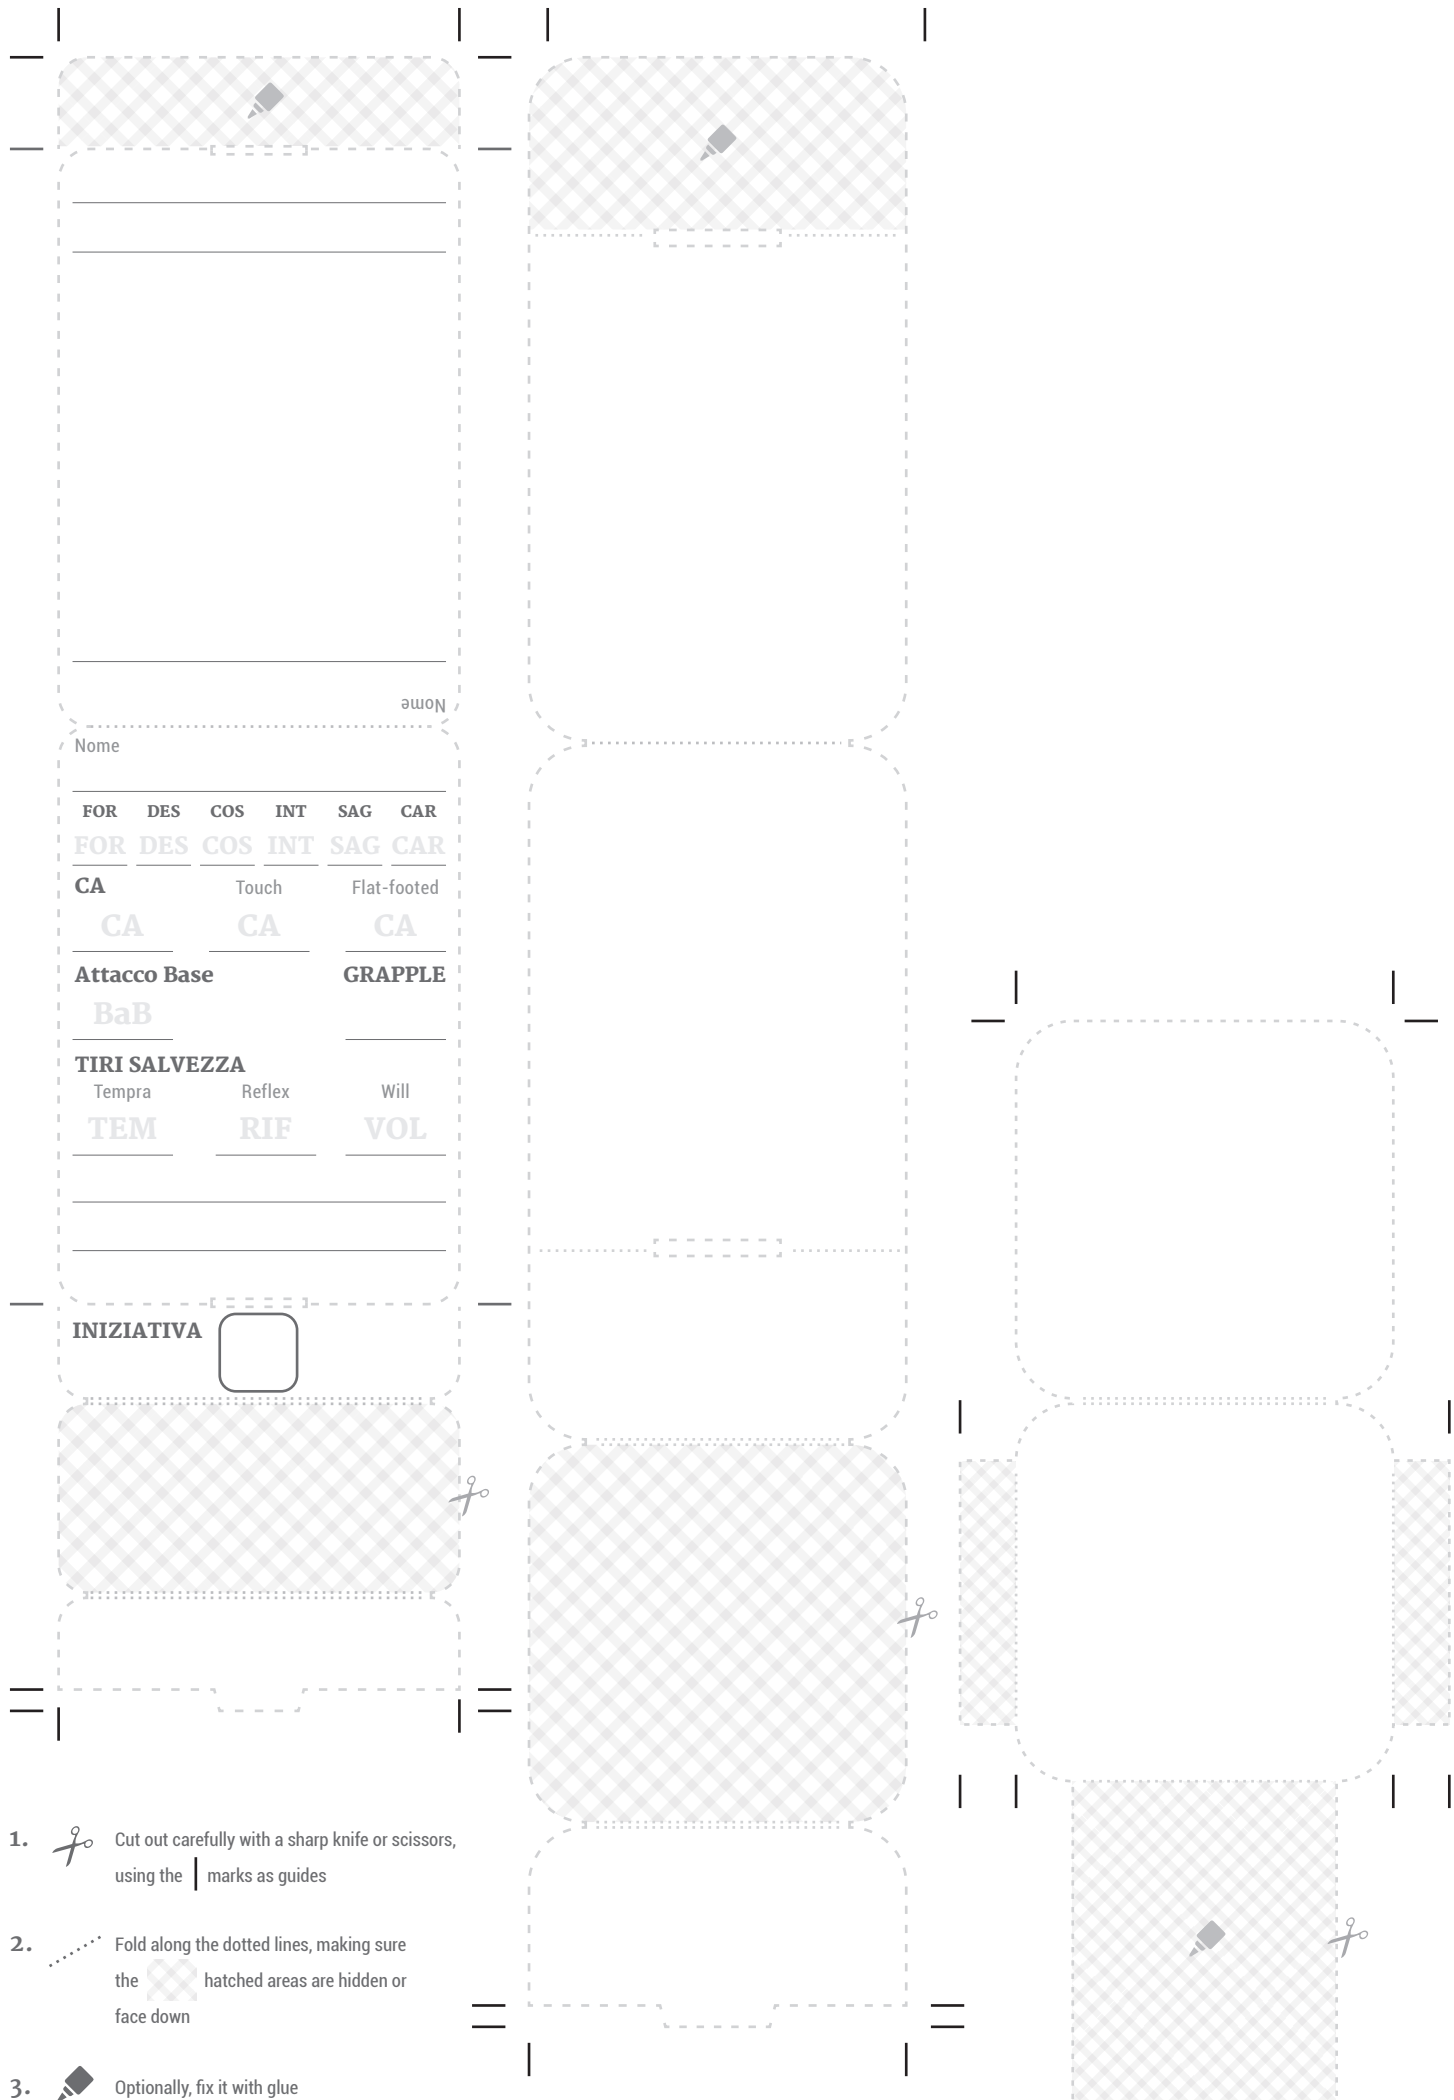 Nome
Nome
FOR DES COS INT SAG CAR
FOR DES COS INT SAG CAR
CA Touch Flat-footed
CA CA CA
Attacco Base GRAPPLE
BaB
TIRI SALVEZZA
Tempra Reflex Will
TEM RIF VOL
INIZIATIVA
1. Cut out carefully with a sharp knife or scissors,
using the marks as guides
2. Fold along the dotted lines, making sure
the hatched areas are hidden or
face down
3. Optionally, fix it with glue